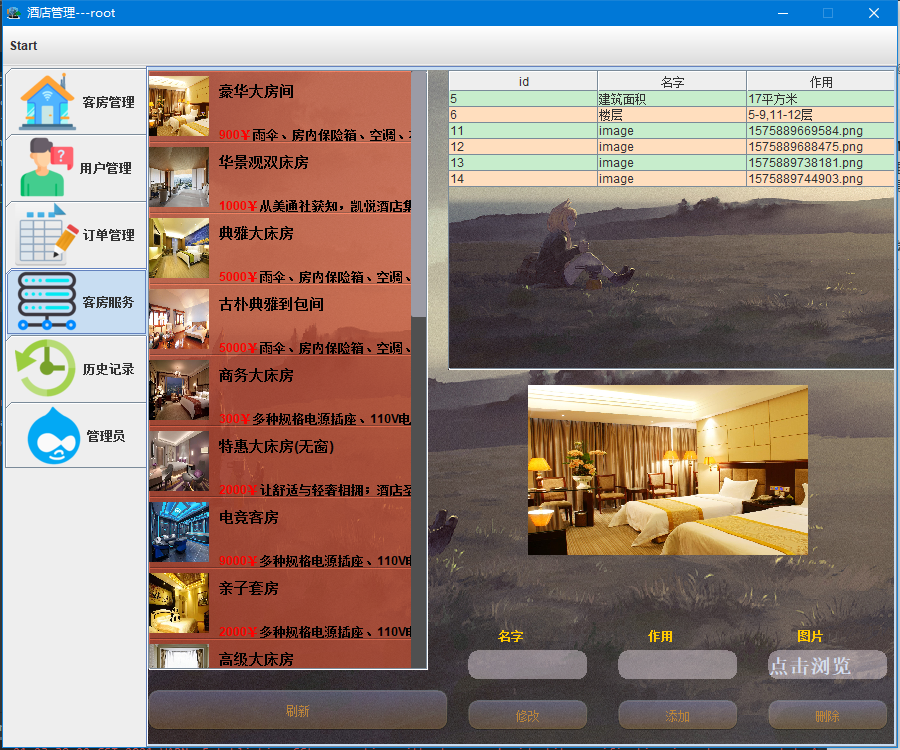 酒店管理---root
Start
客房管理
用户管理
订单管理
客房服务
历史记录
管理员
豪华大房间
900￥雨伞、房内保险箱、空调、
华景观双床房
1000￥从美通社获知，凯悦酒店集
典雅大床房
5000￥雨伞、房内保险箱、空调、
古朴典雅到包间
5000￥雨伞、房内保险箱、空调、
商务大床房
300￥多种规格电源插座、110V电
特惠大床房(无窗)
2000￥让舒适与轻奢相拥；酒店圣
电竞客房
9000￥多种规格电源插座、110V电
亲子套房
2000￥多种规格电源插座、110V电
高级大床房
刷新
id 名字 作用
5 建筑面积 17平方米
6 楼层 5-9,11-12层
11 image 1575889669584.png
12 image 1575889688475.png
13 image 1575889738181.png
14 image 1575889744903.png
名字 作用 图片
点击浏览
修改 添加 删除